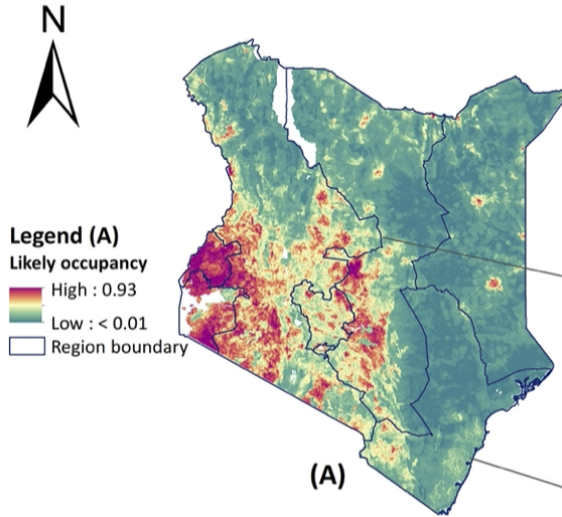 N
Legend (A)
Likely occupancy
High : 0.93
Low : < 0.01
Region boundary
(A)